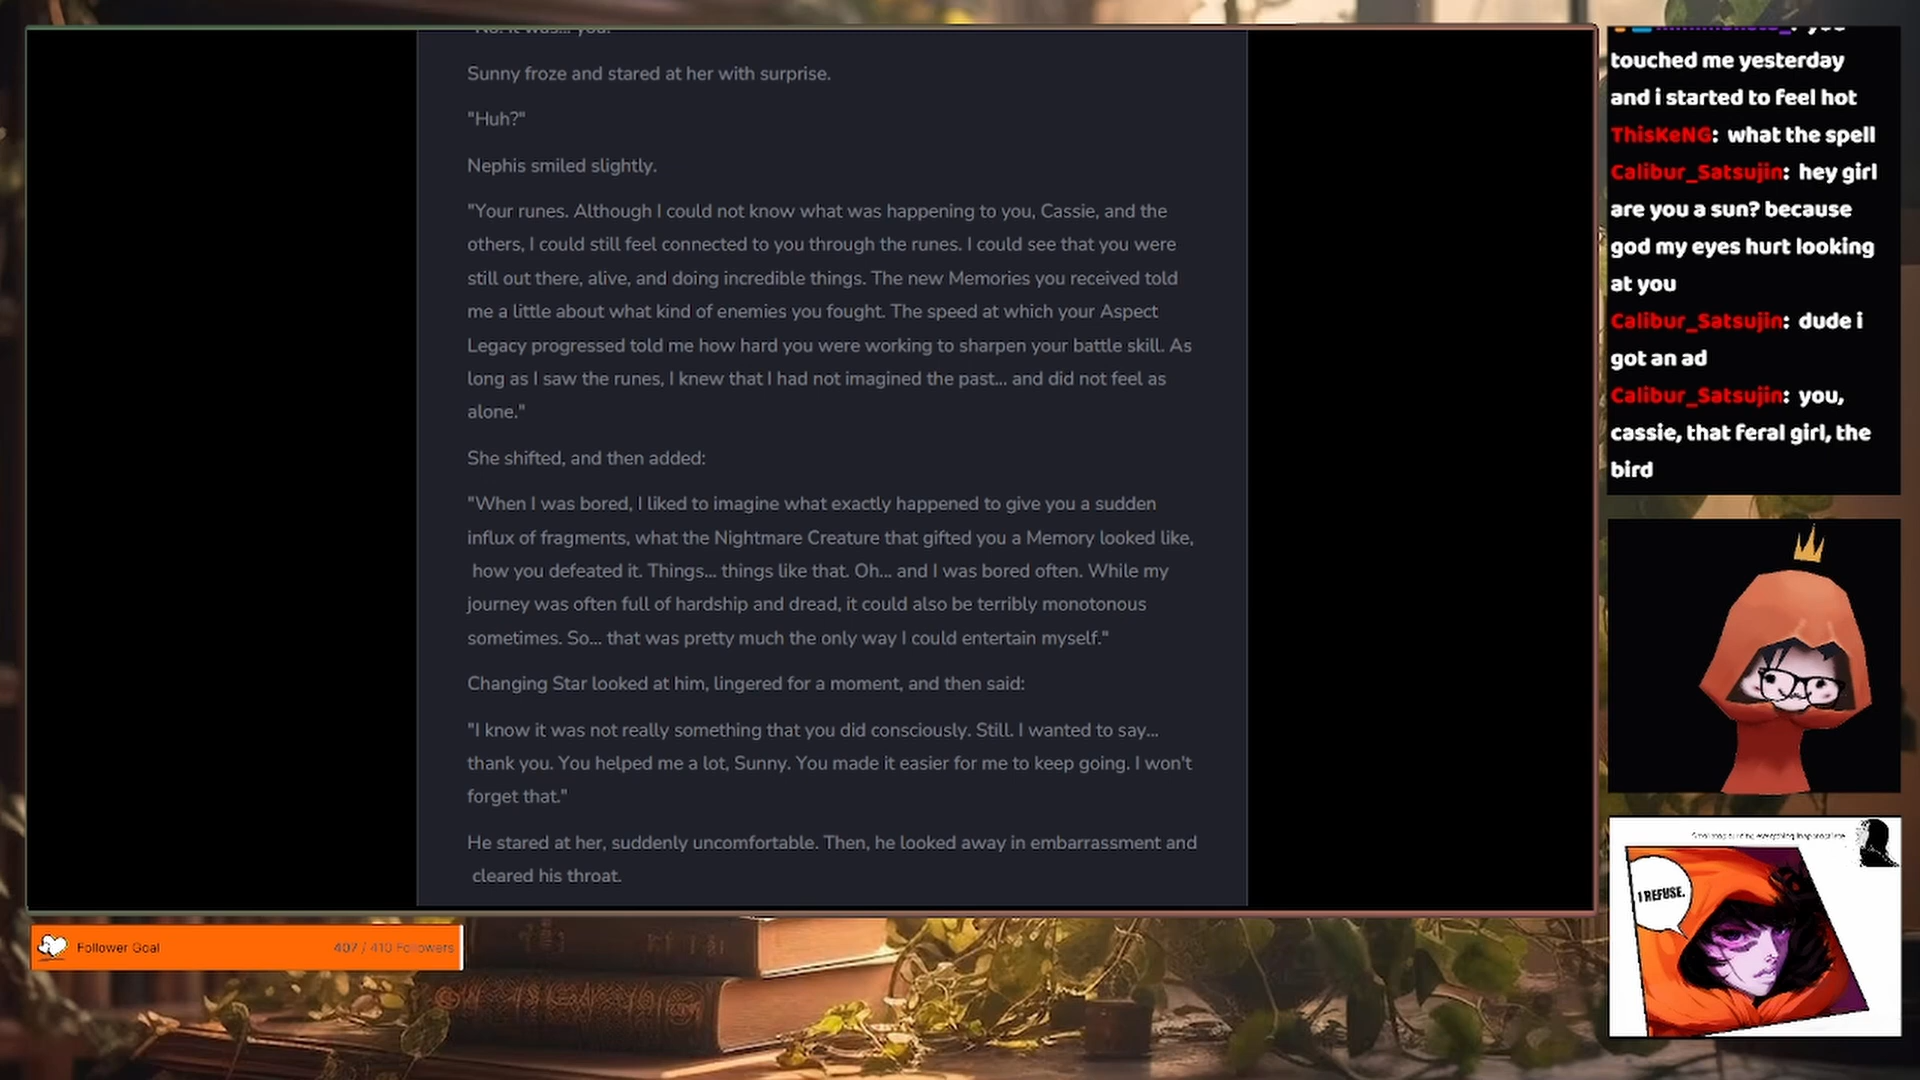 Sunny froze and stared at her with surprise.
"Huh?"
Nephis smiled slightly.
"Your runes. Although I could not know what was happening to you, Cassie, and the
others, I could still feel connected to you through the runes. I could see that you were
still out there, alive, and doing incredible things. The new Memories you received told
me a little about what kind of enemies you fought. The speed at which your Aspect
Legacy progressed told me how hard you were working to sharpen your battle skill. As
long as I saw the runes, I knew that I had not imagined the past... and did not feel as
alone."
She shifted, and then added:
"When I was bored, I liked to imagine what exactly happened to give you a sudden
influx of fragments, what the Nightmare Creature that gifted you a Memory looked like,
how you defeated it. Things... things like that. Oh... and I was bored often. While my
journey was often full of hardship and dread, it could also be terribly monotonous
sometimes. So... that was pretty much the only way I could entertain myself."
Changing Star looked at him, lingered for a moment, and then said:
"I know it was not really something that you did consciously. Still. I wanted to say...
thank you. You helped me a lot, Sunny. You made it easier for me to keep going. I won't
forget that."
He stared at her, suddenly uncomfortable. Then, he looked away in embarrassment and
cleared his throat.
touched me yesterday
and i started to feel hot
ThisKeNG: what the spell
Calibur_Satsujin: hey girl
are you a sun? because
god my eyes hurt looking
at you
Calibur_Satsujin: dude i
got an ad
Calibur_Satsujin: you,
cassie, that feral girl, the
bird
I REFUSE.
Follower Goal
407 / 410 Followers